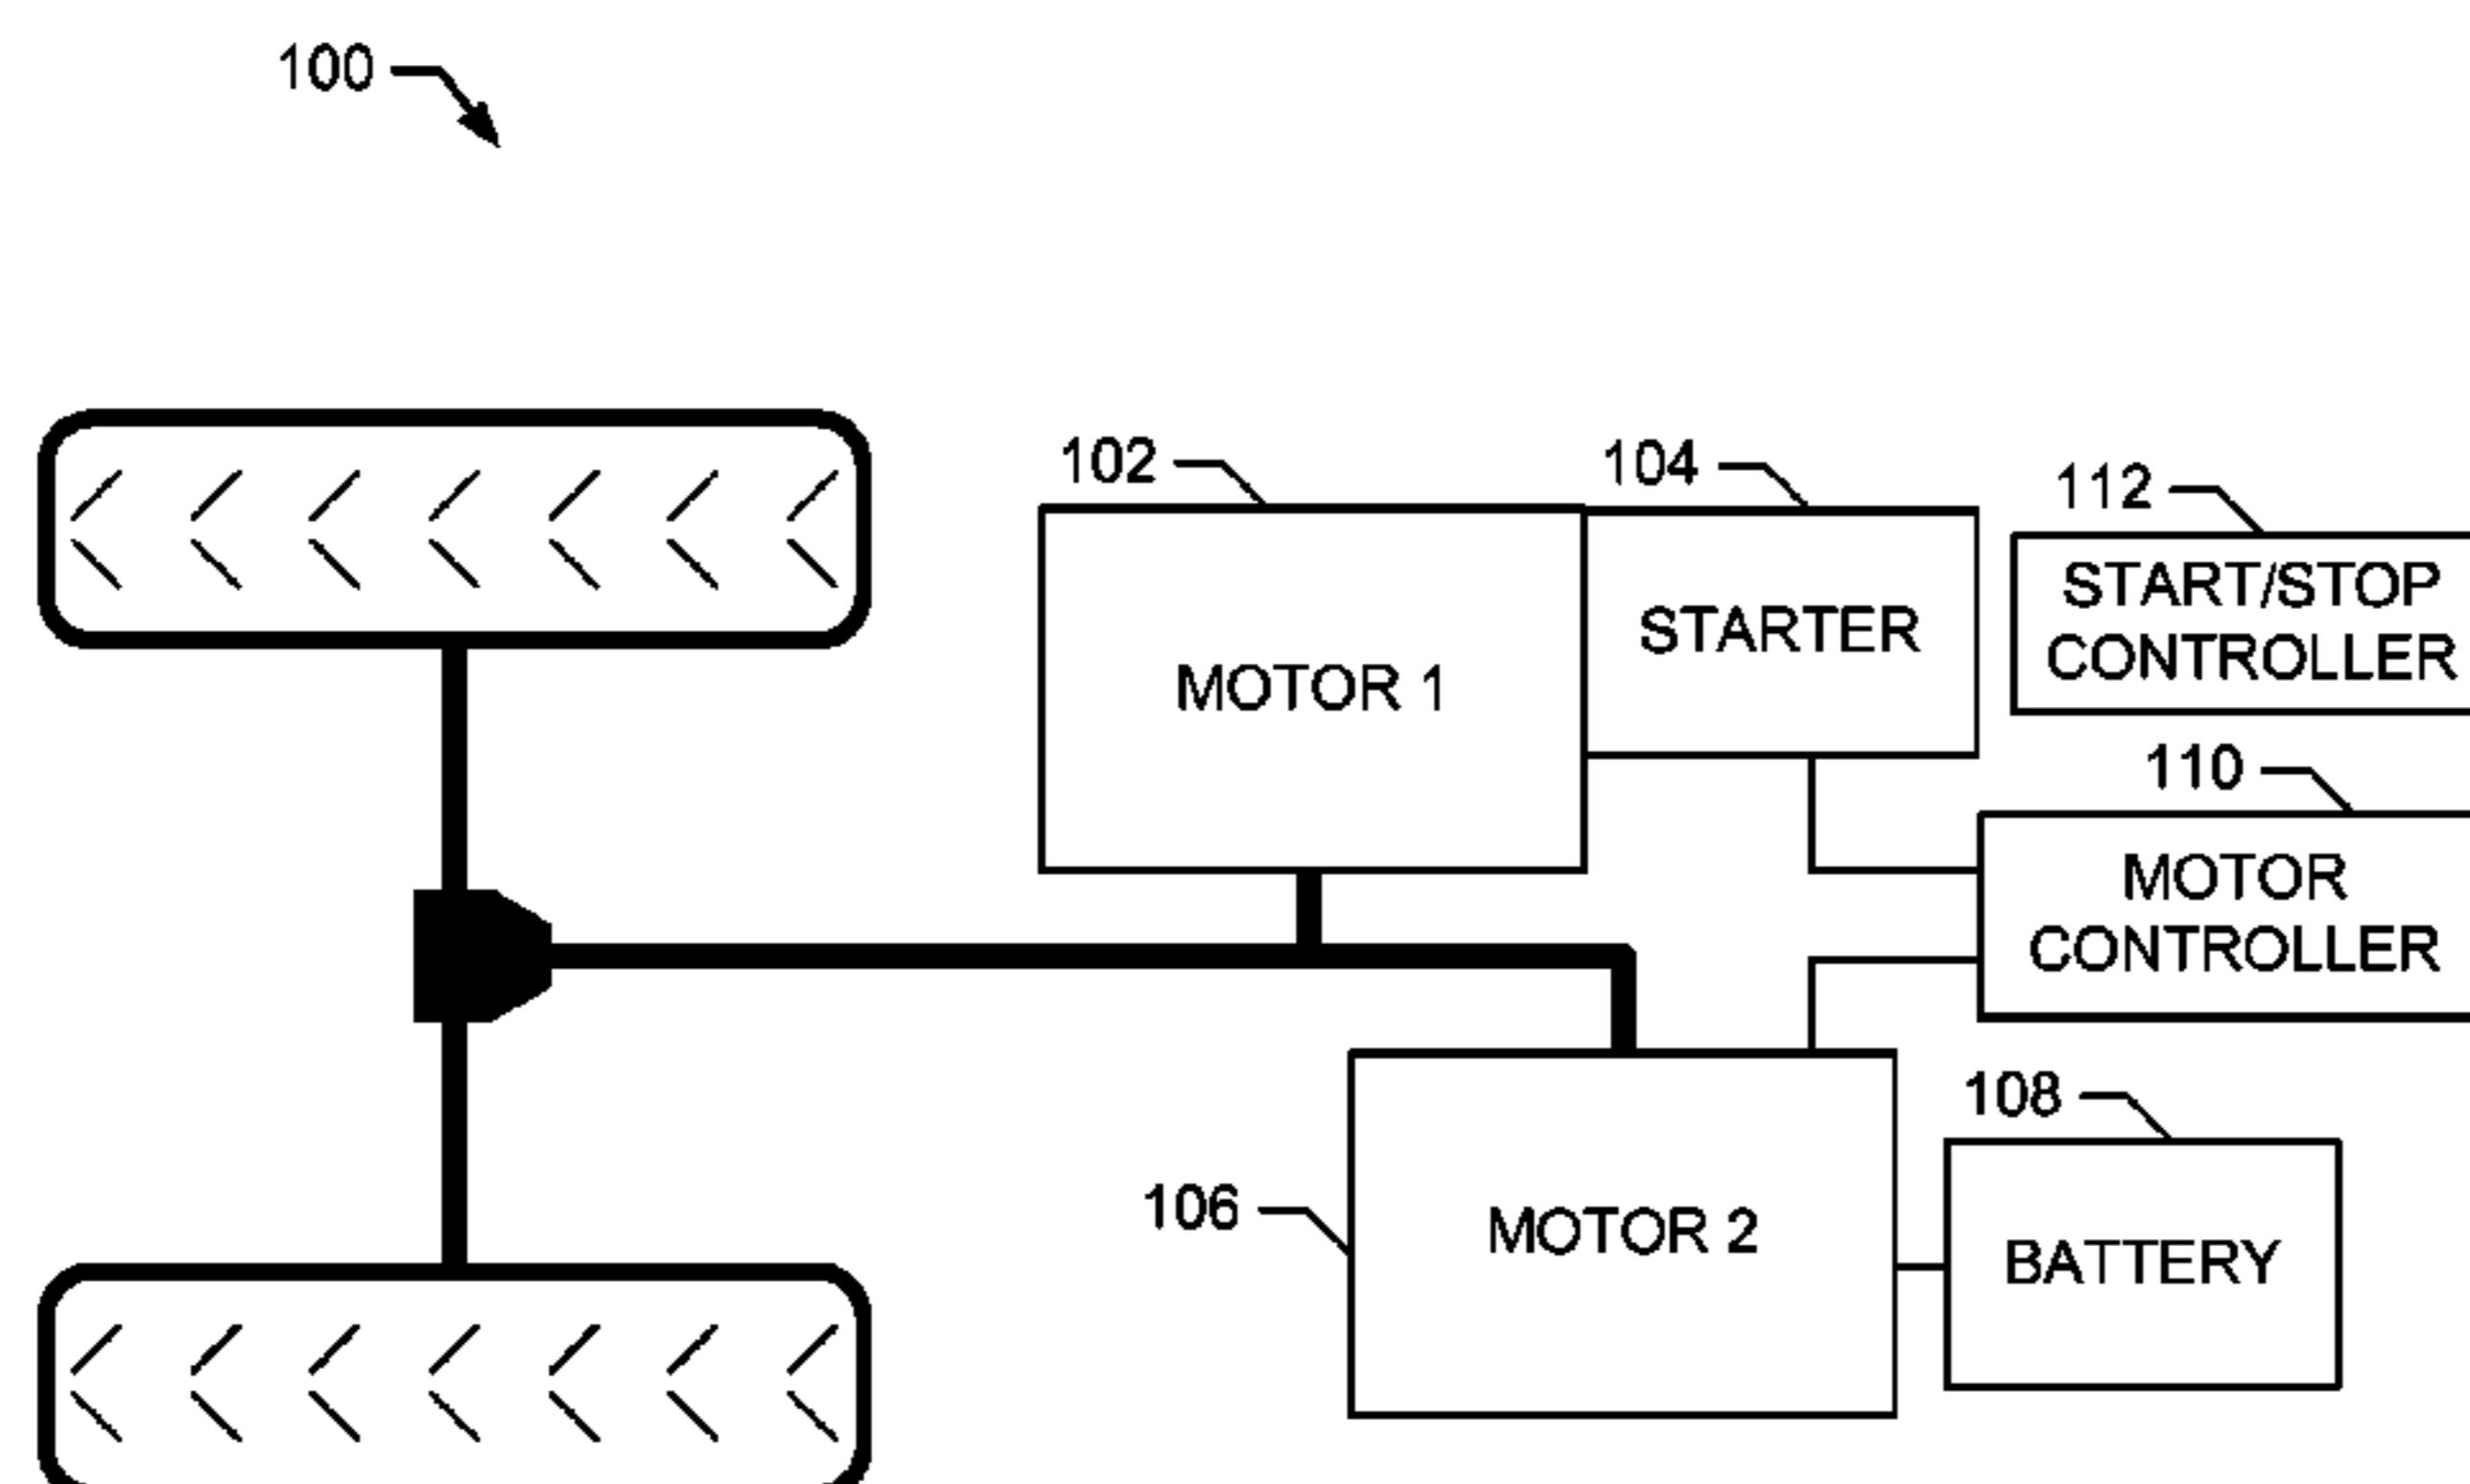 100
102
104
112
MOTOR 1
STARTER
START/STOP
CONTROLLER
110
MOTOR
CONTROLLER
108
106
MOTOR 2
BATTERY